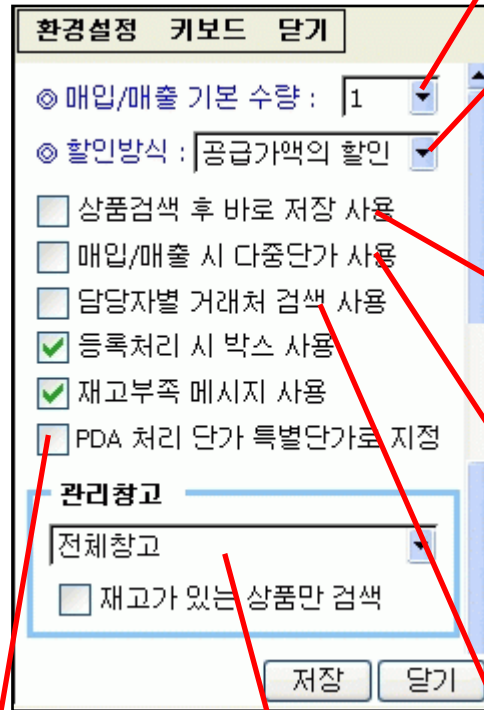 환경설정 키보드 닫기
◎ 매입/매출 기본 수량 : 1
◎ 할인방식 : 공급가액의 할인
상품검색 후 바로 저장 사용
매입/매출 시 다중단가 사용
담당자별 거래처 검색 사용
등록처리 시 박스 사용
재고부족 메시지 사용
PDA 처리 단가 특별단가로 지정
관리창고
전체창고
재고가 있는 상품만 검색
저장 닫기